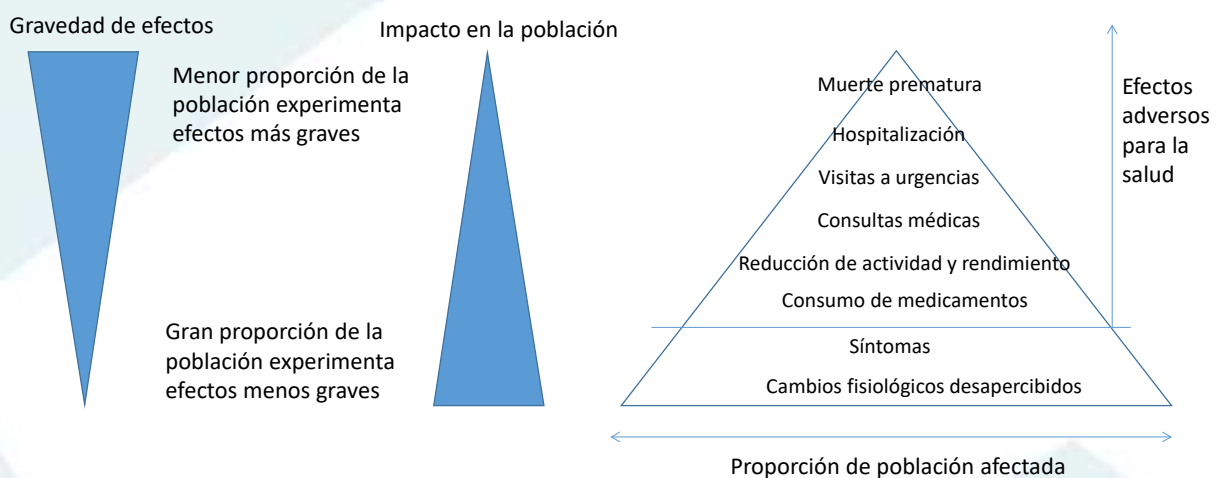 Gravedad de efectos
Menor proporción de la
población experimenta
efectos más graves
Gran proporción de la
población experimenta
efectos menos graves
Impacto en la población
Muerte prematura
Hospitalización
Visitas a urgencias
Consultas médicas
Reducción de actividad y rendimiento
Consumo de medicamentos
Síntomas
Cambios fisiológicos desapercibidos
Efectos
adversos
para la
salud
Proporción de población afectada